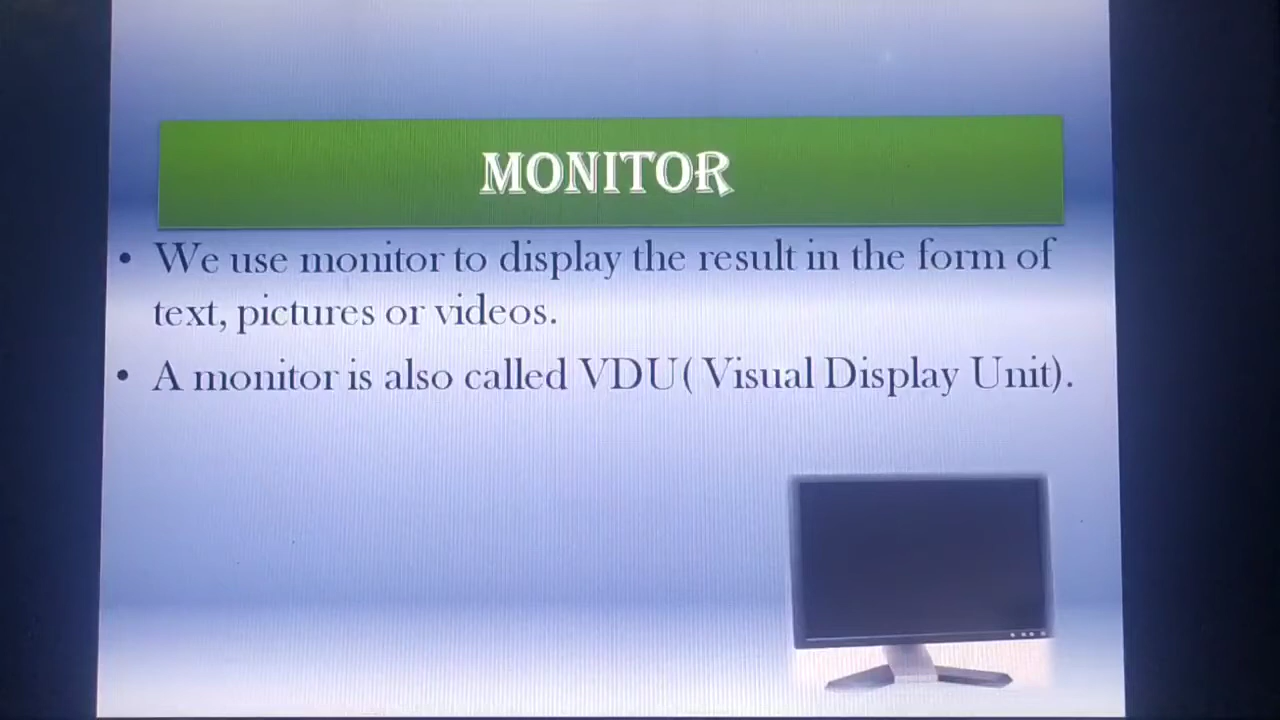 MONITOR
• We use monitor to display the result in the form of
text, pictures or videos.
• A monitor is also called VDU( Visual Display Unit).